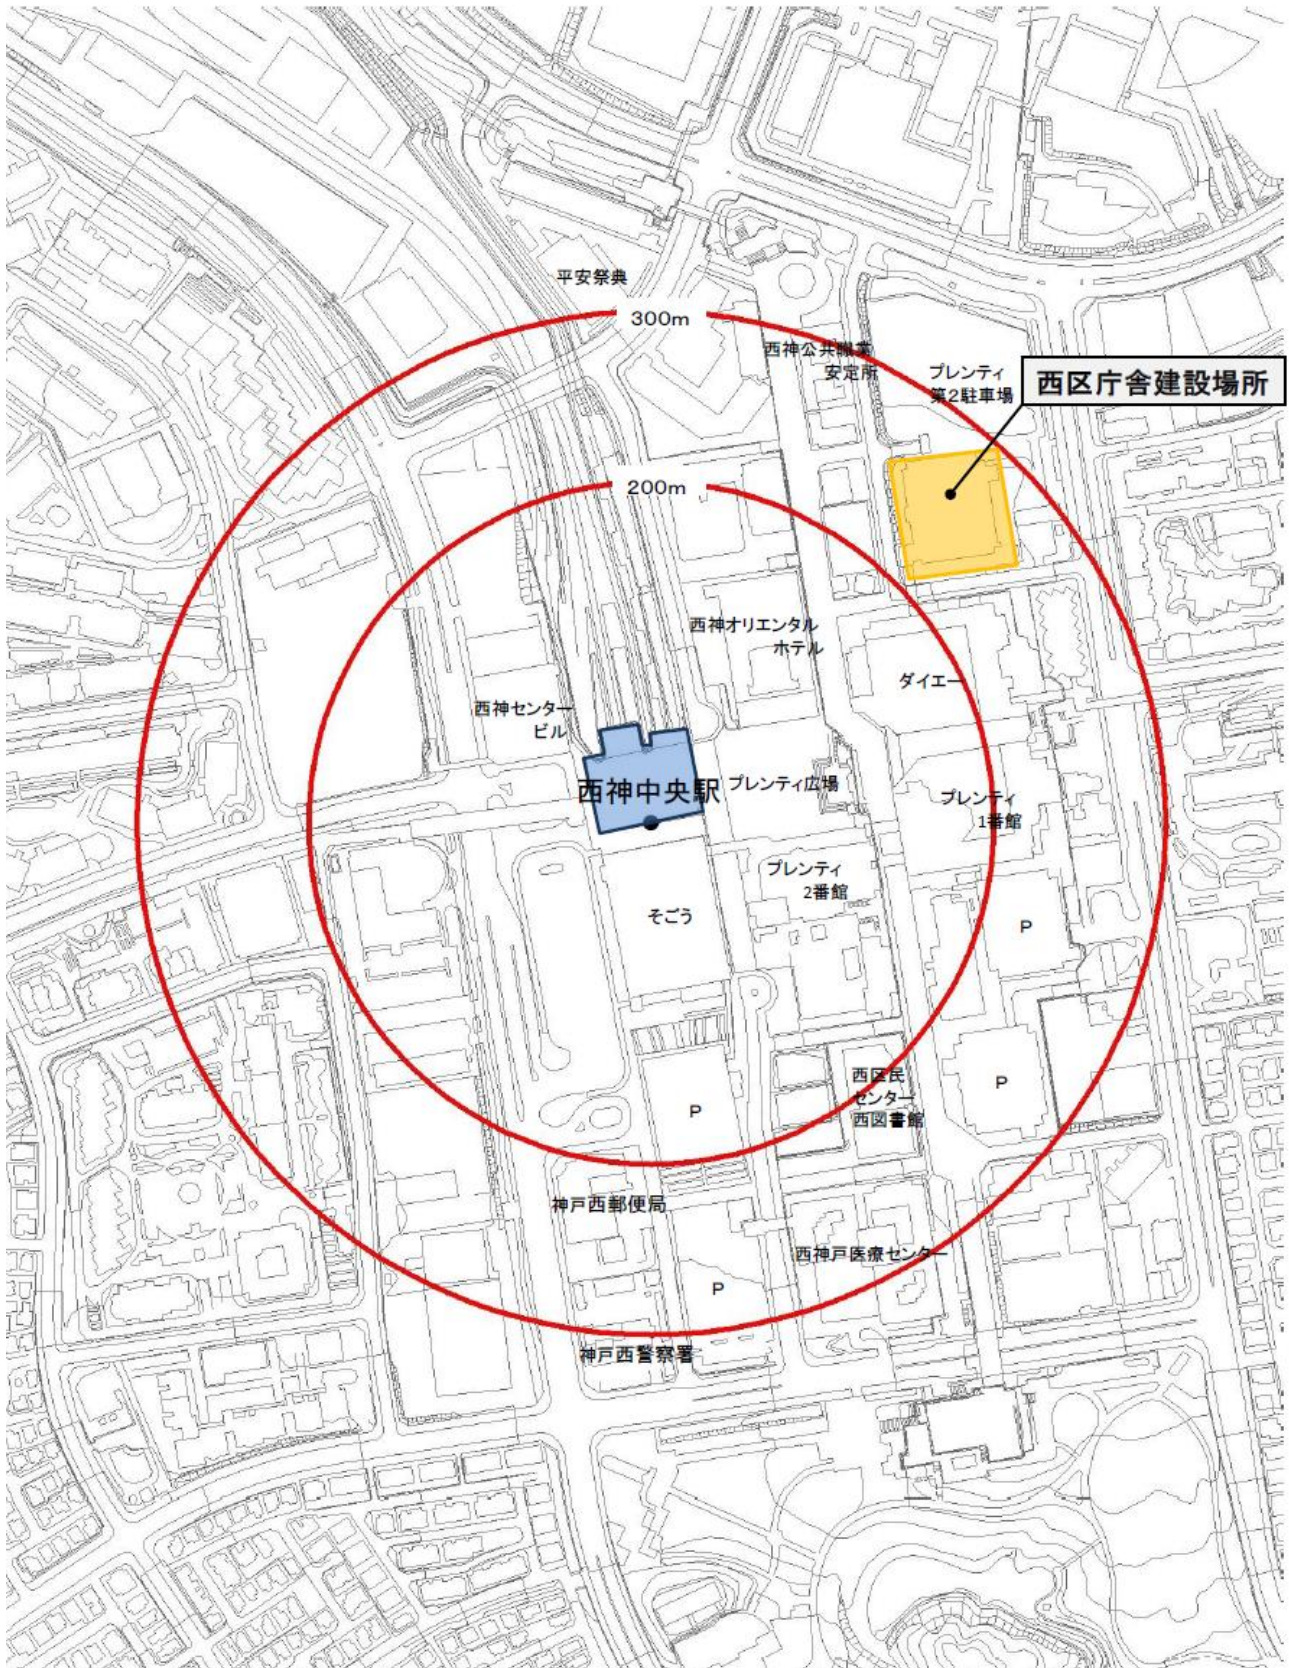 平安祭典
300m
西神公共職業
安定所
プレンティ
第2駐車場
西区庁舎建設場所
200m
西神オリエンタル
ホテル
ダイエー
西神センター
ビル
西神中央駅
プレンティ広場
プレンティ
1番館
プレンティ
2番館
そごう
P
P
P
西区民
センター
西図書館
神戸西郵便局
西神戸医療センター
P
神戸西警察署